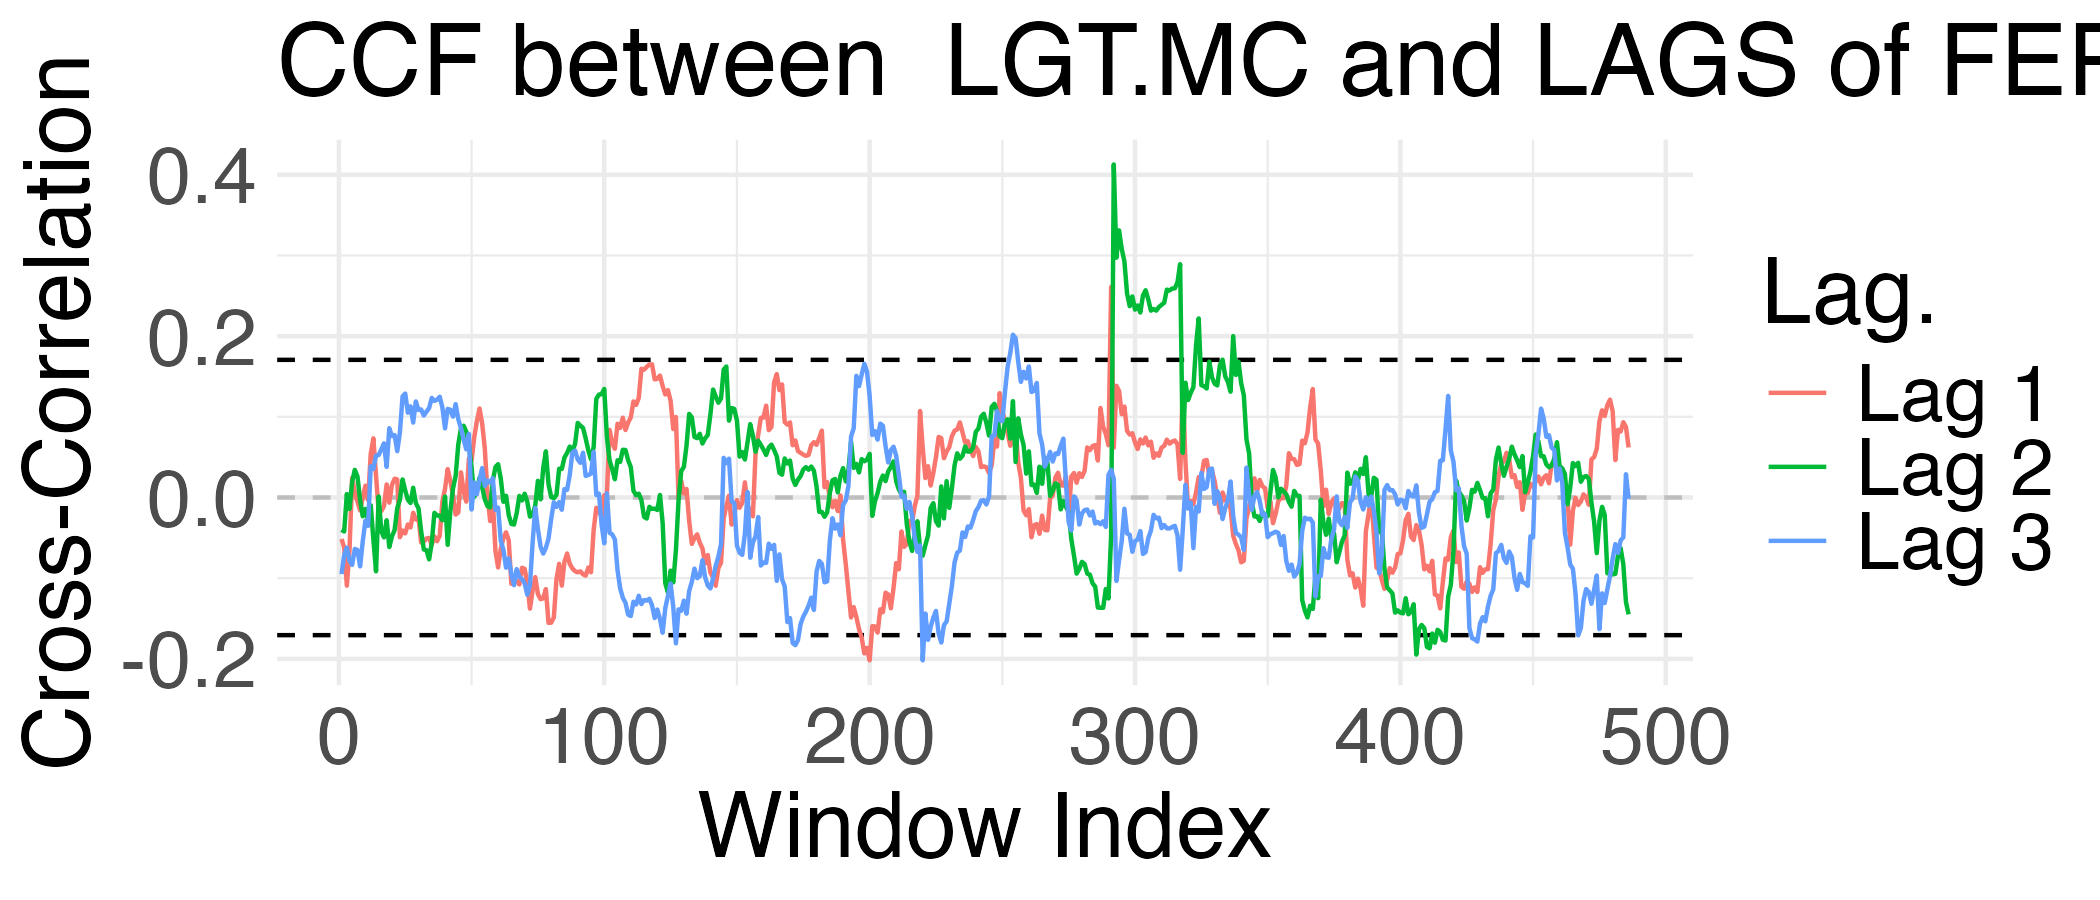 CCF between  LGT.MC and LAGS of
Cross-Correlation
0.4
0.2
0.0
-0.2
0 100 200 300 400 500
Window Index
Lag.
Lag 1
Lag 2
Lag 3